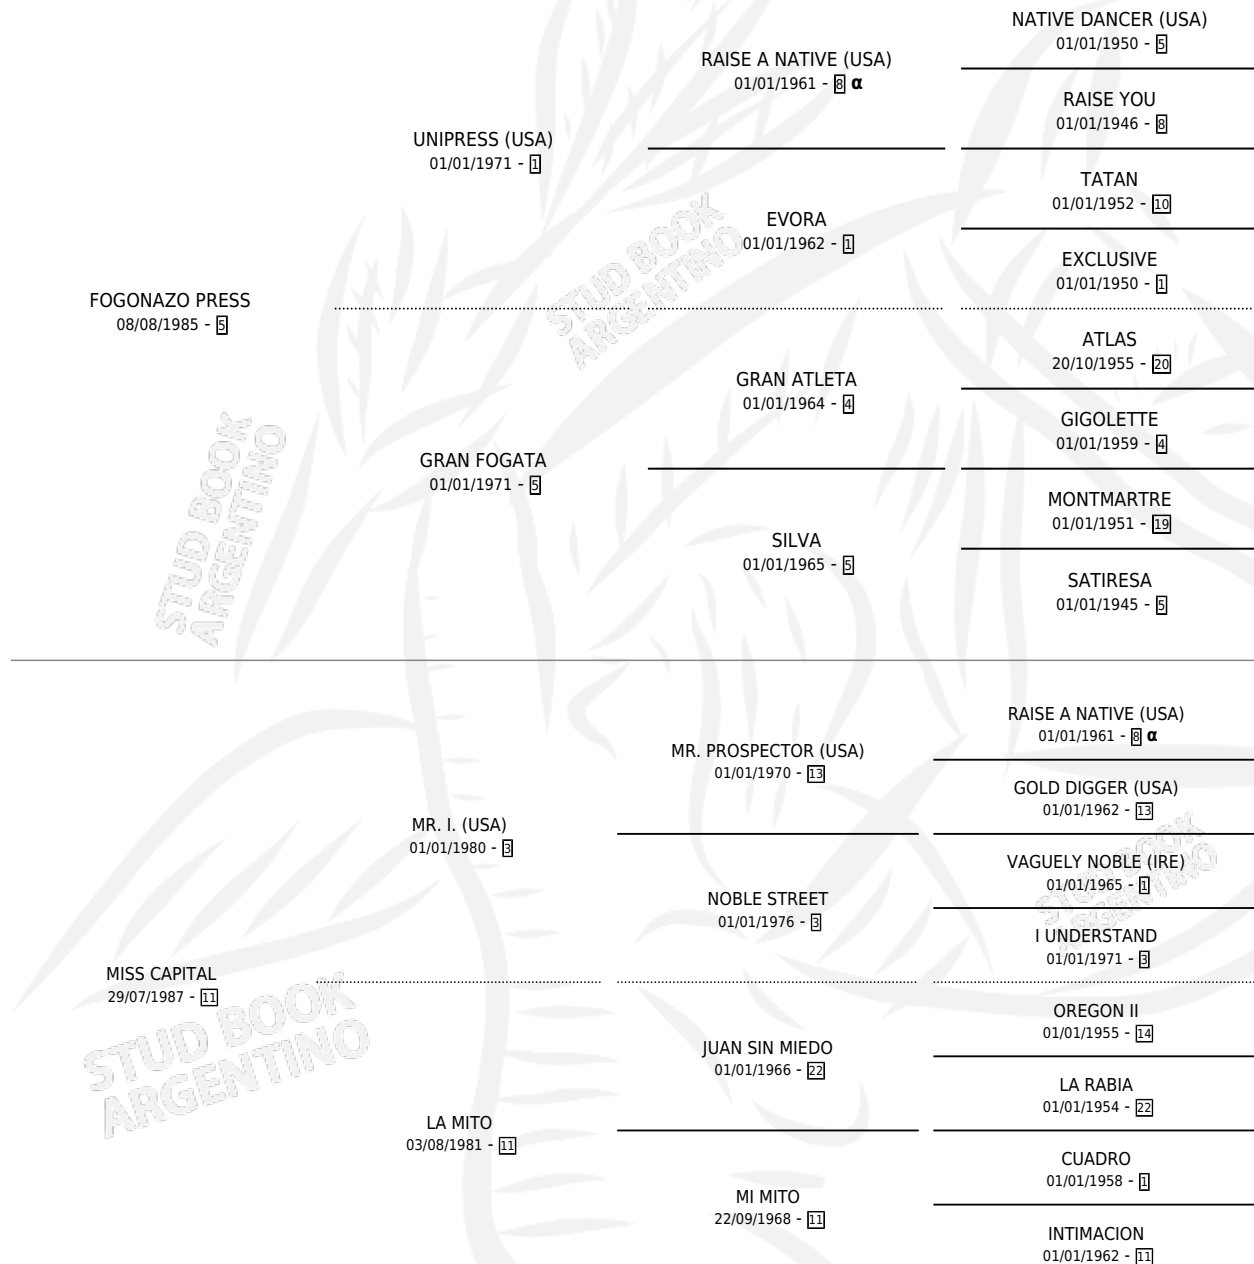 NATIVE DANCER (USA)
01/01/1950 - 5
RAISE A NATIVE (USA)
01/01/1961 - 8 α
RAISE YOU
01/01/1946 - 8
UNIPRESS (USA)
01/01/1971 - 1
TATAN
01/01/1952 - 10
EVORA
01/01/1962 - 1
EXCLUSIVE
01/01/1950 - 1
STUD BOOK
ARGENTINO
FOGONAZO PRESS
08/08/1985 - 5
ATLAS
20/10/1955 - 20
GRAN ATLETA
01/01/1964 - 4
GIGOLETTE
01/01/1959 - 4
STUD BOOK
ARGENTINO
GRAN FOGATA
01/01/1971 - 5
MONTMARTRE
01/01/1951 - 19
SILVA
01/01/1965 - 5
SATIRESA
01/01/1945 - 5
RAISE A NATIVE (USA)
01/01/1961 - 8 α
MR. PROSPECTOR (USA)
01/01/1970 - 13
GOLD DIGGER (USA)
01/01/1962 - 13
MR. I. (USA)
01/01/1980 - 3
STUD BOOK
ARGENTINO
VAGUELY NOBLE (IRE)
01/01/1965 - 1
NOBLE STREET
01/01/1976 - 3
I UNDERSTAND
01/01/1971 - 3
MISS CAPITAL
29/07/1987 - 11
STUD BOOK
ARGENTINO
OREGON II
01/01/1955 - 14
JUAN SIN MIEDO
01/01/1966 - 22
LA RABIA
01/01/1954 - 22
LA MITO
03/08/1981 - 11
CUADRO
01/01/1958 - 1
MI MITO
22/09/1968 - 11
INTIMACION
01/01/1962 - 11